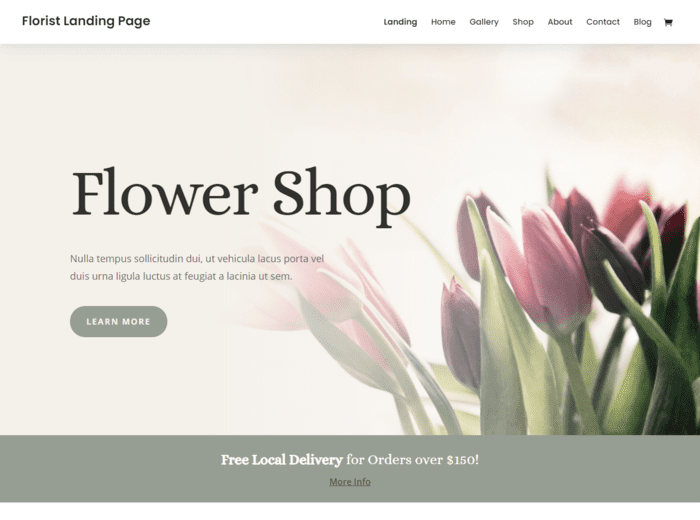 Florist Landing Page
Landing Home Gallery Shop About Contact Blog
Flower Shop
Nulla tempus sollicitudin dui, ut vehicula lacus porta vel
duis urna ligula luctus at feugiat a lacinia ut sem.
LEARN MORE
Free Local Delivery for Orders over $150!
More Info